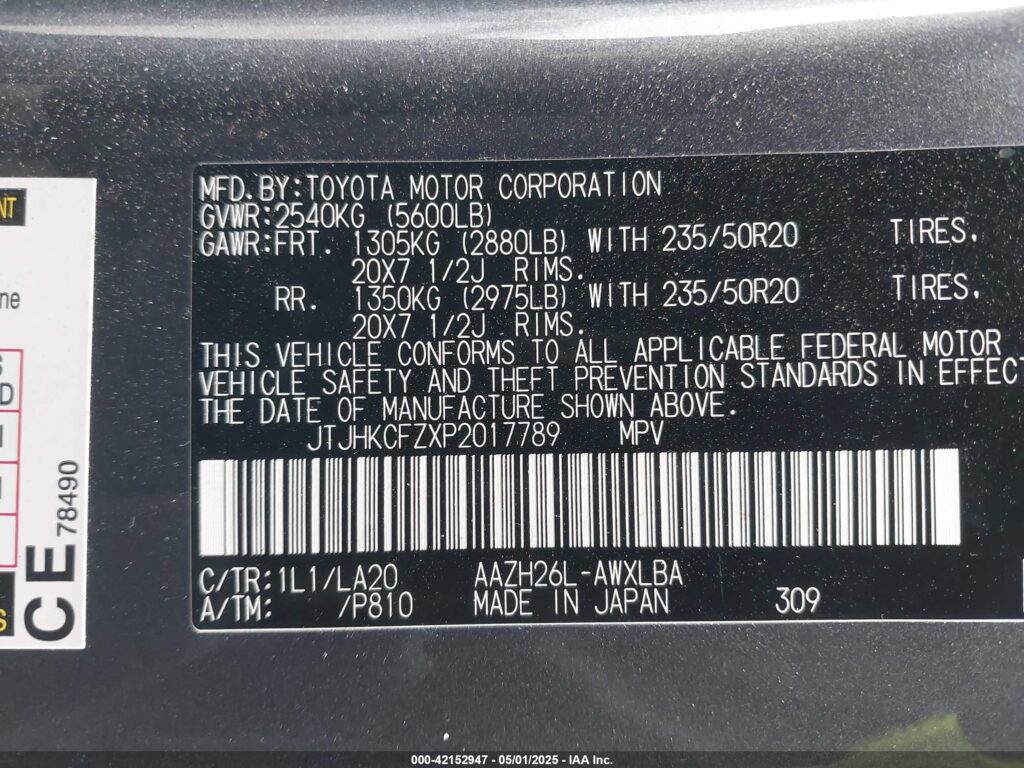 MFD.BY:TOYOTA MOTOR CORPORATION
GVWR:2540KG (5600LB)
GAWR:FRT. 1305KG (2880LB) WITH 235/50R20 TIRES.
20X7 1/2J RIMS.
RR. 1350KG (2975LB) WITH 235/50R20 TIRES.
20X7 1/2J RIMS.
THIS VEHICLE CONFORMS TO ALL APPLICABLE FEDERAL MOTOR
VEHICLE SAFETY AND THEFT PREVENTION STANDARDS IN EFFECT
THE DATE OF MANUFACTURE SHOWN ABOVE.
JTJHKCFZXP2017789 MPV
C/TR:1L1/LA20 AAZH26L-AWXLBA
A/TM: /P810 MADE IN JAPAN 309
NT
ne
S
D
CE 78490
S
000-42152947 - 05/01/2025 - IAA Inc.